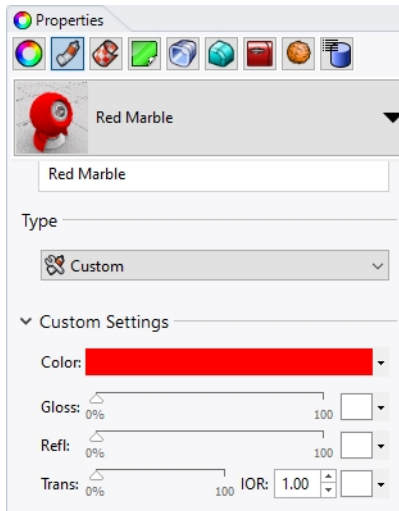 Properties
Red Marble
Red Marble
Type
Custom
Custom Settings
Color:
Gloss: 0% 100
Refl: 0% 100
Trans: 0% 100 IOR: 1.00